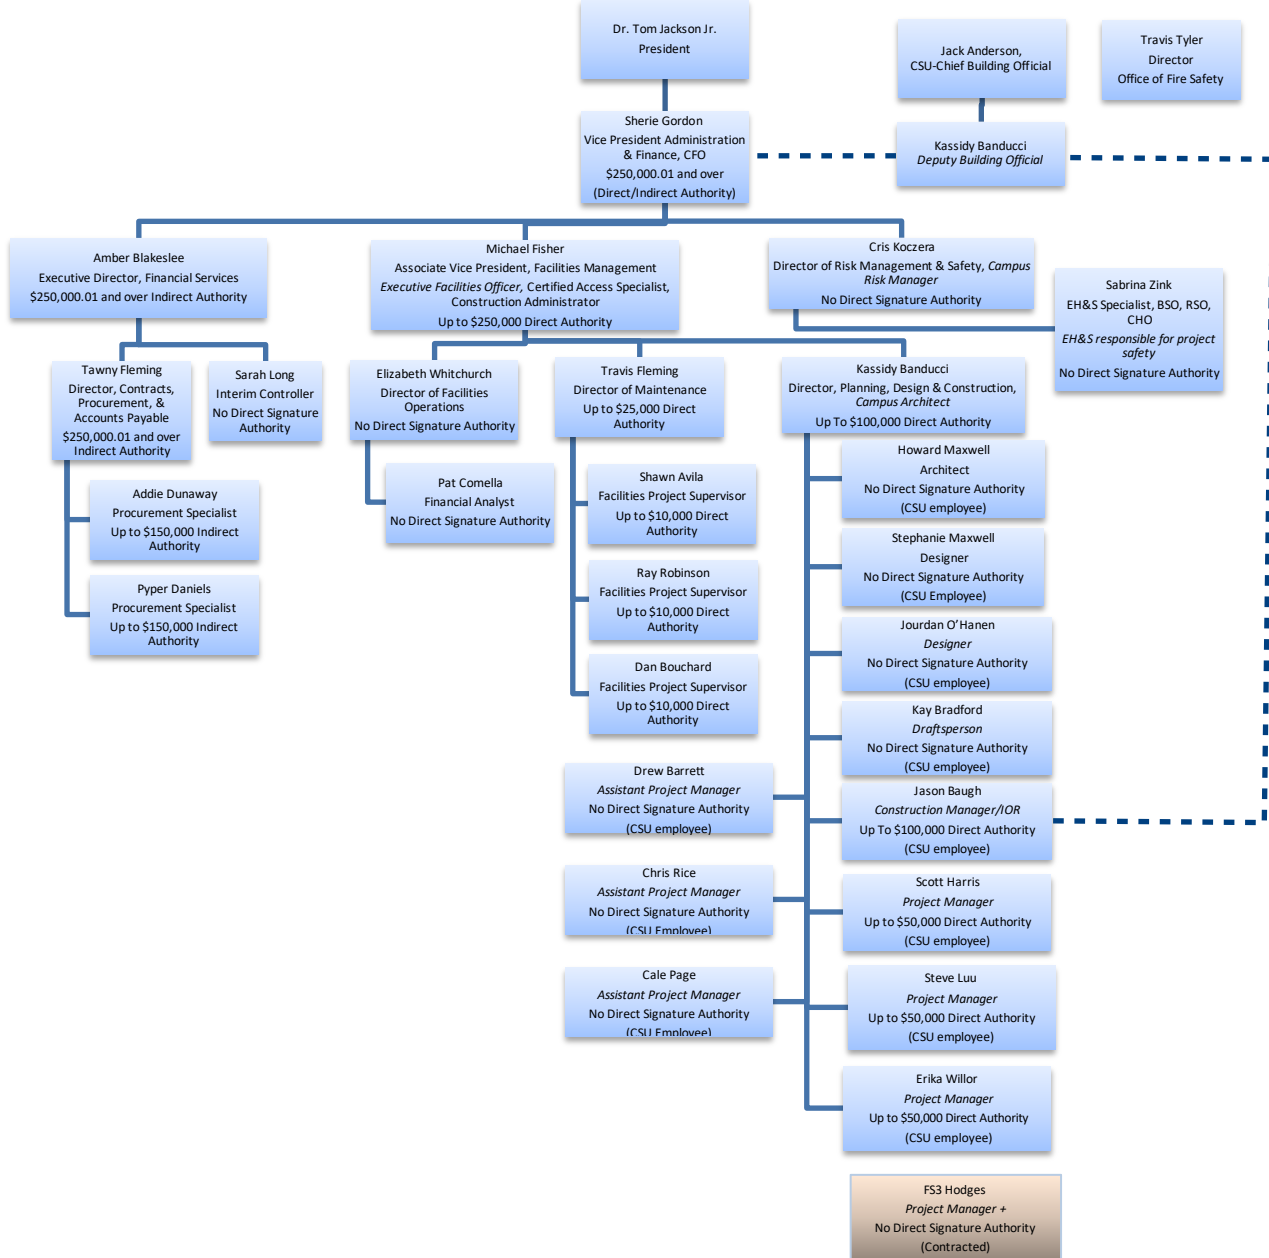 Dr. Tom Jackson Jr.
President
Jack Anderson,
CSU-Chief Building Official
Travis Tyler
Director
Office of Fire Safety
Sherie Gordon
Vice President Administration
& Finance, CFO
$250,000.01 and over
(Direct/Indirect Authority)
Kassidy Banducci
Deputy Building Official
Amber Blakeslee
Executive Director, Financial Services
$250,000.01 and over Indirect Authority
Michael Fisher
Associate Vice President, Facilities Management
Executive Facilities Officer, Certified Access Specialist,
Construction Administrator
Up to $250,000 Direct Authority
Cris Koczera
Director of Risk Management & Safety, Campus
Risk Manager
No Direct Signature Authority
Sabrina Zink
EH&S Specialist, BSO, RSO,
CHO
EH&S responsible for project
safety
No Direct Signature Authority
Tawny Fleming
Director, Contracts,
Procurement, &
Accounts Payable
$250,000.01 and over
Indirect Authority
Sarah Long
Interim Controller
No Direct Signature
Authority
Elizabeth Whitchurch
Director of Facilities
Operations
No Direct Signature Authority
Travis Fleming
Director of Maintenance
Up to $25,000 Direct
Authority
Kassidy Banducci
Director, Planning, Design & Construction,
Campus Architect
Up To $100,000 Direct Authority
Addie Dunaway
Procurement Specialist
Up to $150,000 Indirect
Authority
Pyper Daniels
Procurement Specialist
Up to $150,000 Indirect
Authority
Pat Comella
Financial Analyst
No Direct Signature Authority
Shawn Avila
Facilities Project Supervisor
Up to $10,000 Direct
Authority
Ray Robinson
Facilities Project Supervisor
Up to $10,000 Direct
Authority
Dan Bouchard
Facilities Project Supervisor
Up to $10,000 Direct
Authority
Howard Maxwell
Architect
No Direct Signature Authority
(CSU employee)
Stephanie Maxwell
Designer
No Direct Signature Authority
(CSU Employee)
Jourdan O'Hanen
Designer
No Direct Signature Authority
(CSU employee)
Kay Bradford
Draftsperson
No Direct Signature Authority
(CSU employee)
Drew Barrett
Assistant Project Manager
No Direct Signature Authority
(CSU employee)
Jason Baugh
Construction Manager/IOR
Up To $100,000 Direct Authority
(CSU employee)
Chris Rice
Assistant Project Manager
No Direct Signature Authority
(CSU Employee)
Scott Harris
Project Manager
Up to $50,000 Direct Authority
(CSU employee)
Cale Page
Assistant Project Manager
No Direct Signature Authority
(CSU Employee)
Steve Luu
Project Manager
Up to $50,000 Direct Authority
(CSU employee)
Erika Willor
Project Manager
Up to $50,000 Direct Authority
(CSU employee)
FS3 Hodges
Project Manager +
No Direct Signature Authority
(Contracted)